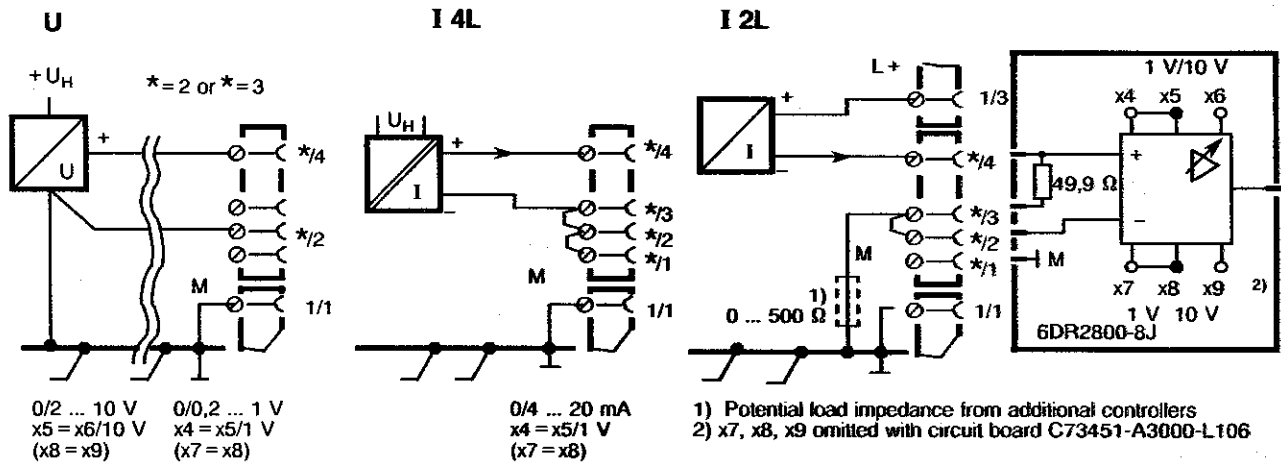 U
+U_H
*=2 or *=3
+
U
*/4
*/2
M
1/1
0/2 ... 10 V
x5 = x6/10 V
(x8 = x9)
0/0,2 ... 1 V
x4 = x5/1 V
(x7 = x8)
I 4L
U_H
+
I
–
*/4
*/3
*/2
*/1
M
1/1
0/4 ... 20 mA
x4 = x5/1 V
(x7 = x8)
I 2L
L+
+
I
–
1/3
*/4
*/3
*/2
*/1
M
1)
0 ... 500 Ω
1/1
1 V/10 V
x4 x5 x6
+
49,9 Ω
–
M
x7 x8 x9
1 V 10 V
2)
6DR2800-8J
1) Potential load impedance from additional controllers
2) x7, x8, x9 omitted with circuit board C73451-A3000-L106